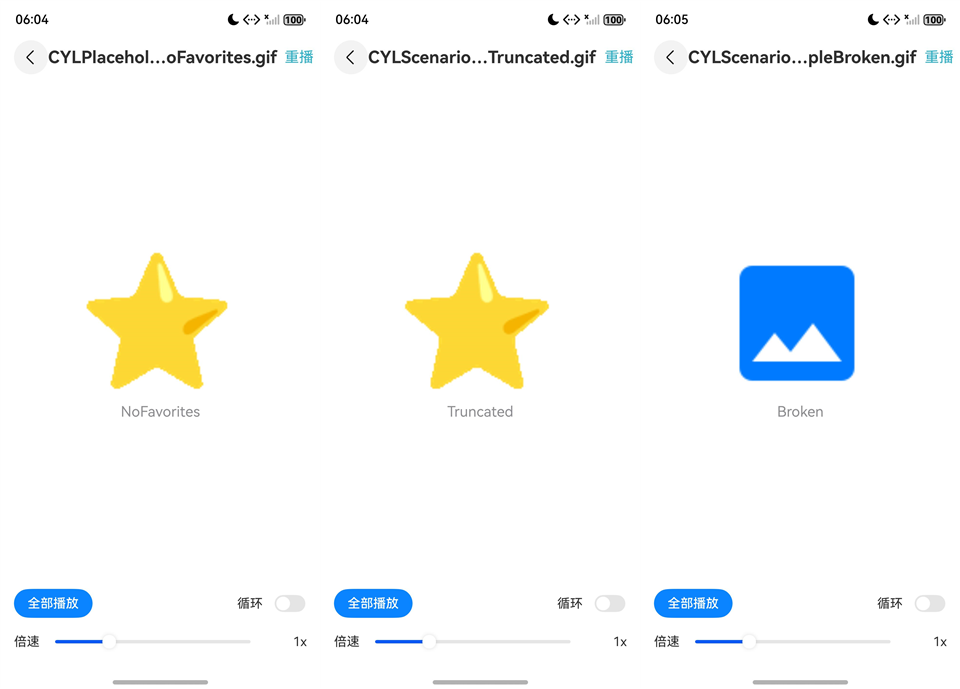 06:04
100
CYLPlacehol...oFavorites.gif 重播
NoFavorites
全部播放 循环
倍速 1x
06:04
100
CYLScenario...Truncated.gif 重播
Truncated
全部播放 循环
倍速 1x
06:05
100
CYLScenario...pleBroken.gif 重播
Broken
全部播放 循环
倍速 1x